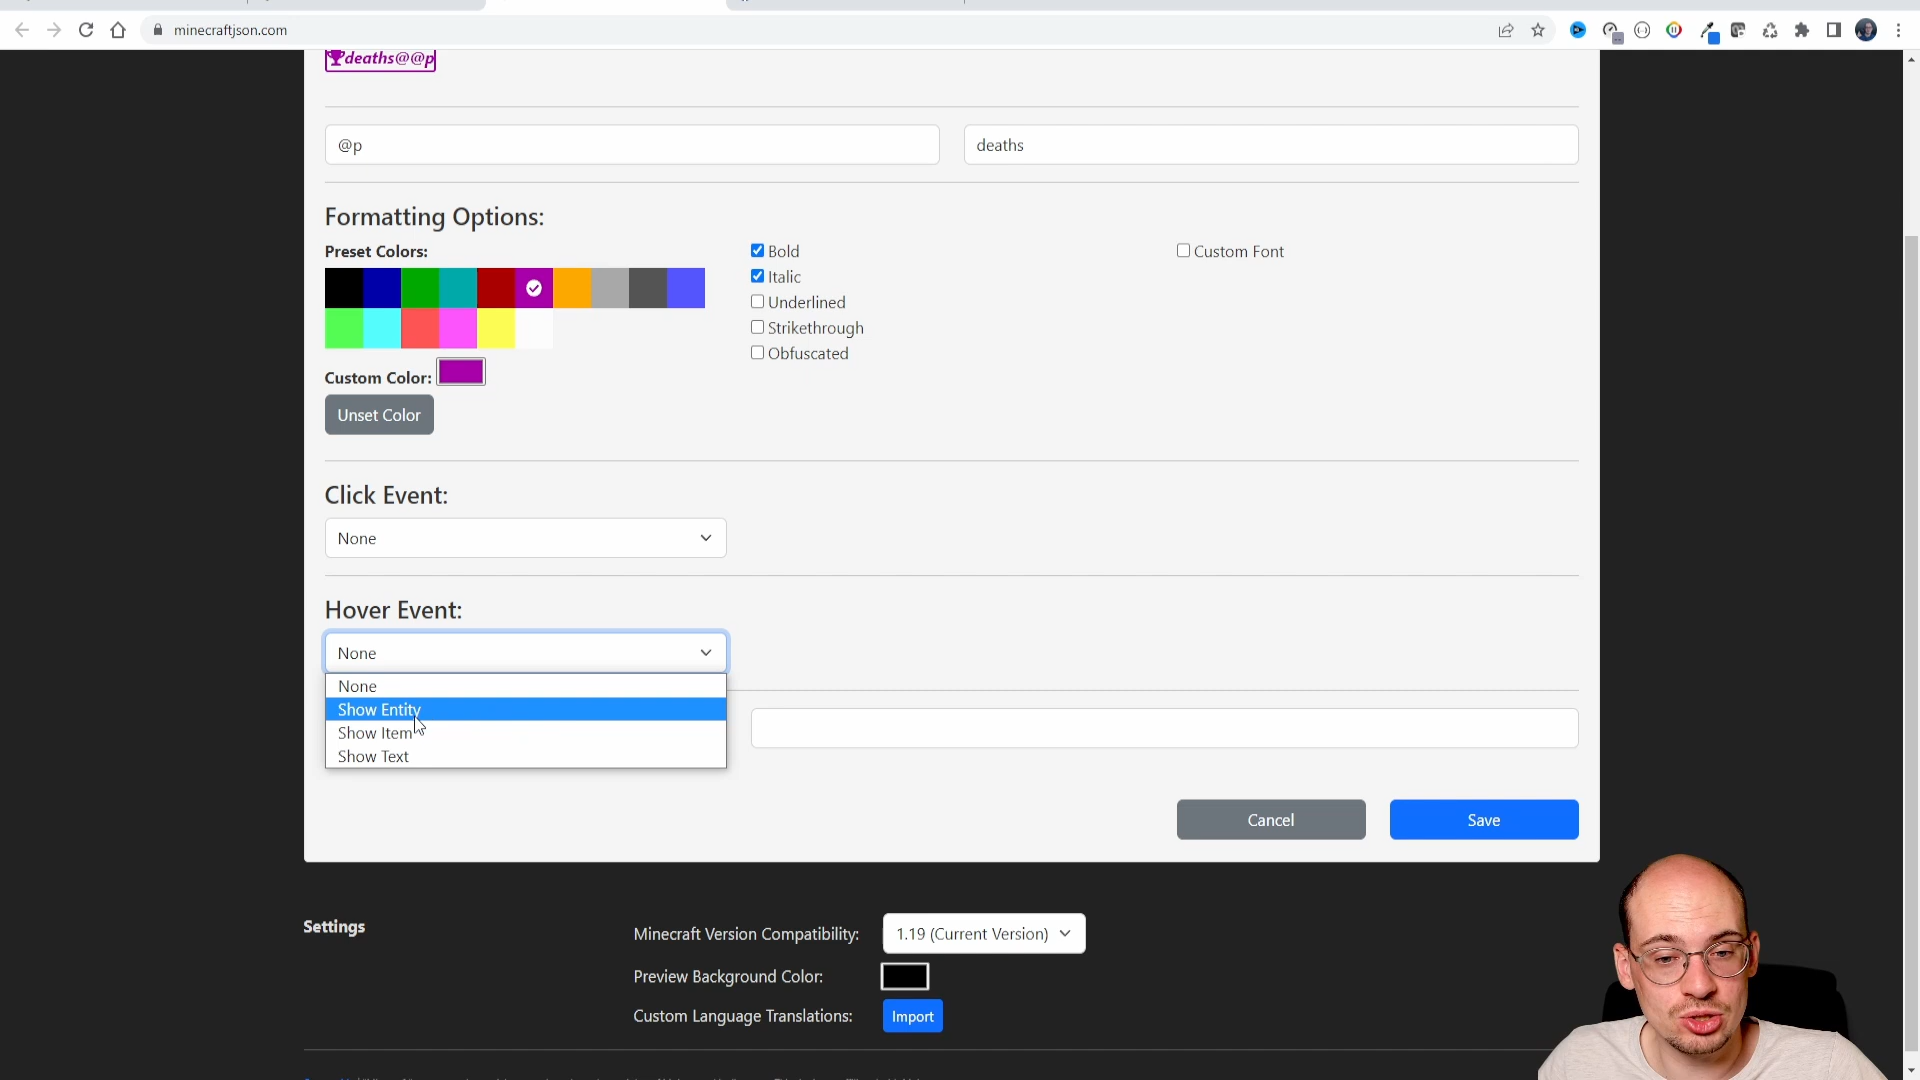 minecraftjson.com
deaths@@p
@p
deaths
Formatting Options:
Preset Colors:
Bold
Custom Font
Italic
Underlined
Strikethrough
Obfuscated
Custom Color:
Unset Color
Click Event:
None
Hover Event:
None
None
Show Entity
Show Item
Show Text
Cancel
Save
Settings
Minecraft Version Compatibility:
1.19 (Current Version)
Preview Background Color:
Custom Language Translations:
Import